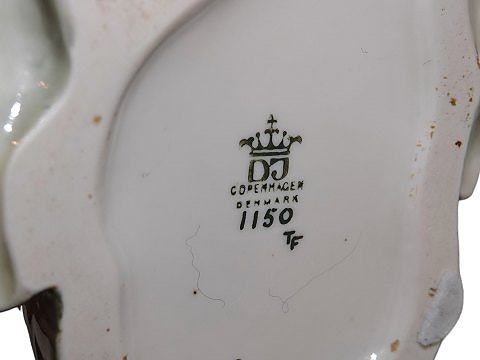 DJ
COPENHAGEN
DENMARK
1150
TF